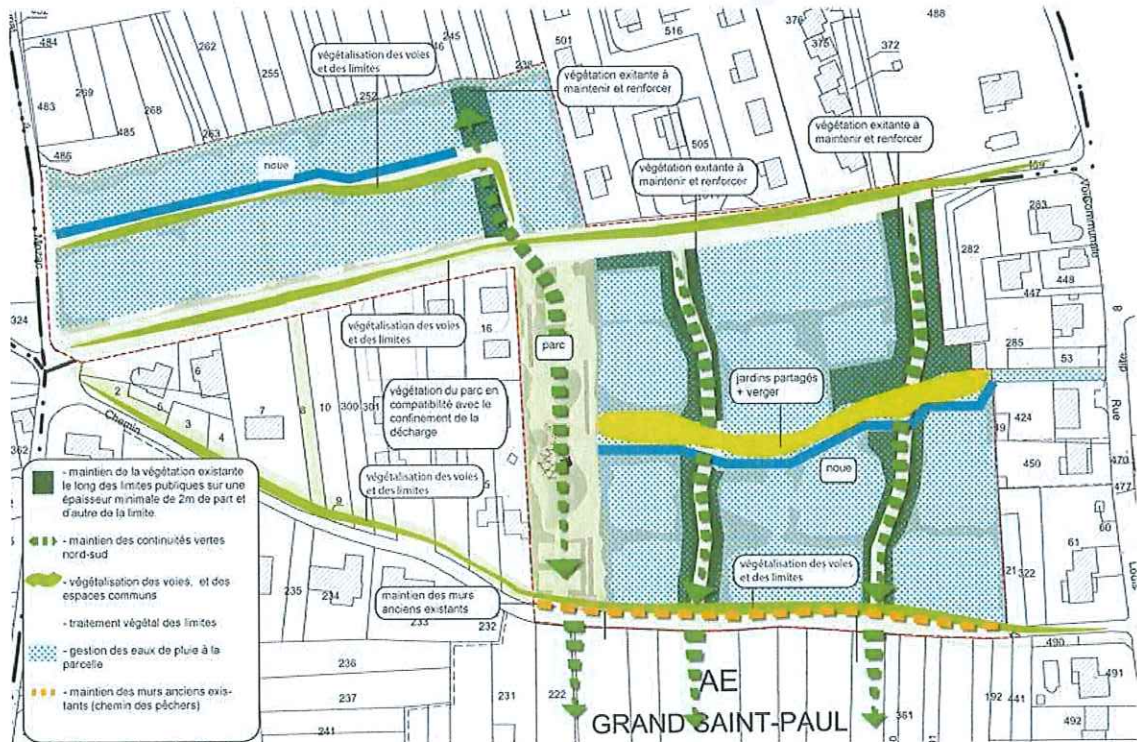 482
484
483
269
268
485
486
262
263
255
252
245
46
238
501
516
505
376
375
372
488
végétalisation des voies
et des limites
végétation exitante à
maintenir et renforcer
végétation exitante à
maintenir et renforcer
végétation exitante à
maintenir et renforcer
noue
169
283
282
447
448
285
53
424
450
470
477
60
61
322
490
491
492
Rue
dite
8
324
362
Chemin
2
5
3
4
6
7
8
9
10
300
301
16
végétalisation des voies
et des limites
parc
végétation du parc en
compatibilité avec le
confinement de la
décharge
jardins partagés
+ verger
noue
végétalisation des voies
et des limites
végétalisation des voies
et des limites
maintien des murs
anciens existants
235
234
233
232
236
237
241
231
222
361
192
441
AE
GRAND SAINT-PAUL
- maintien de la végétation existante
le long des limites publiques sur une
épaisseur minimale de 2m de part et
d'autre de la limite.
- maintien des continuités vertes
nord-sud
- végétalisation des voies, et des
espaces communs
- traitement végétal des limites
- gestion des eaux de pluie à la
parcelle
- maintien des murs anciens exis-
tants (chemin des pêchers)